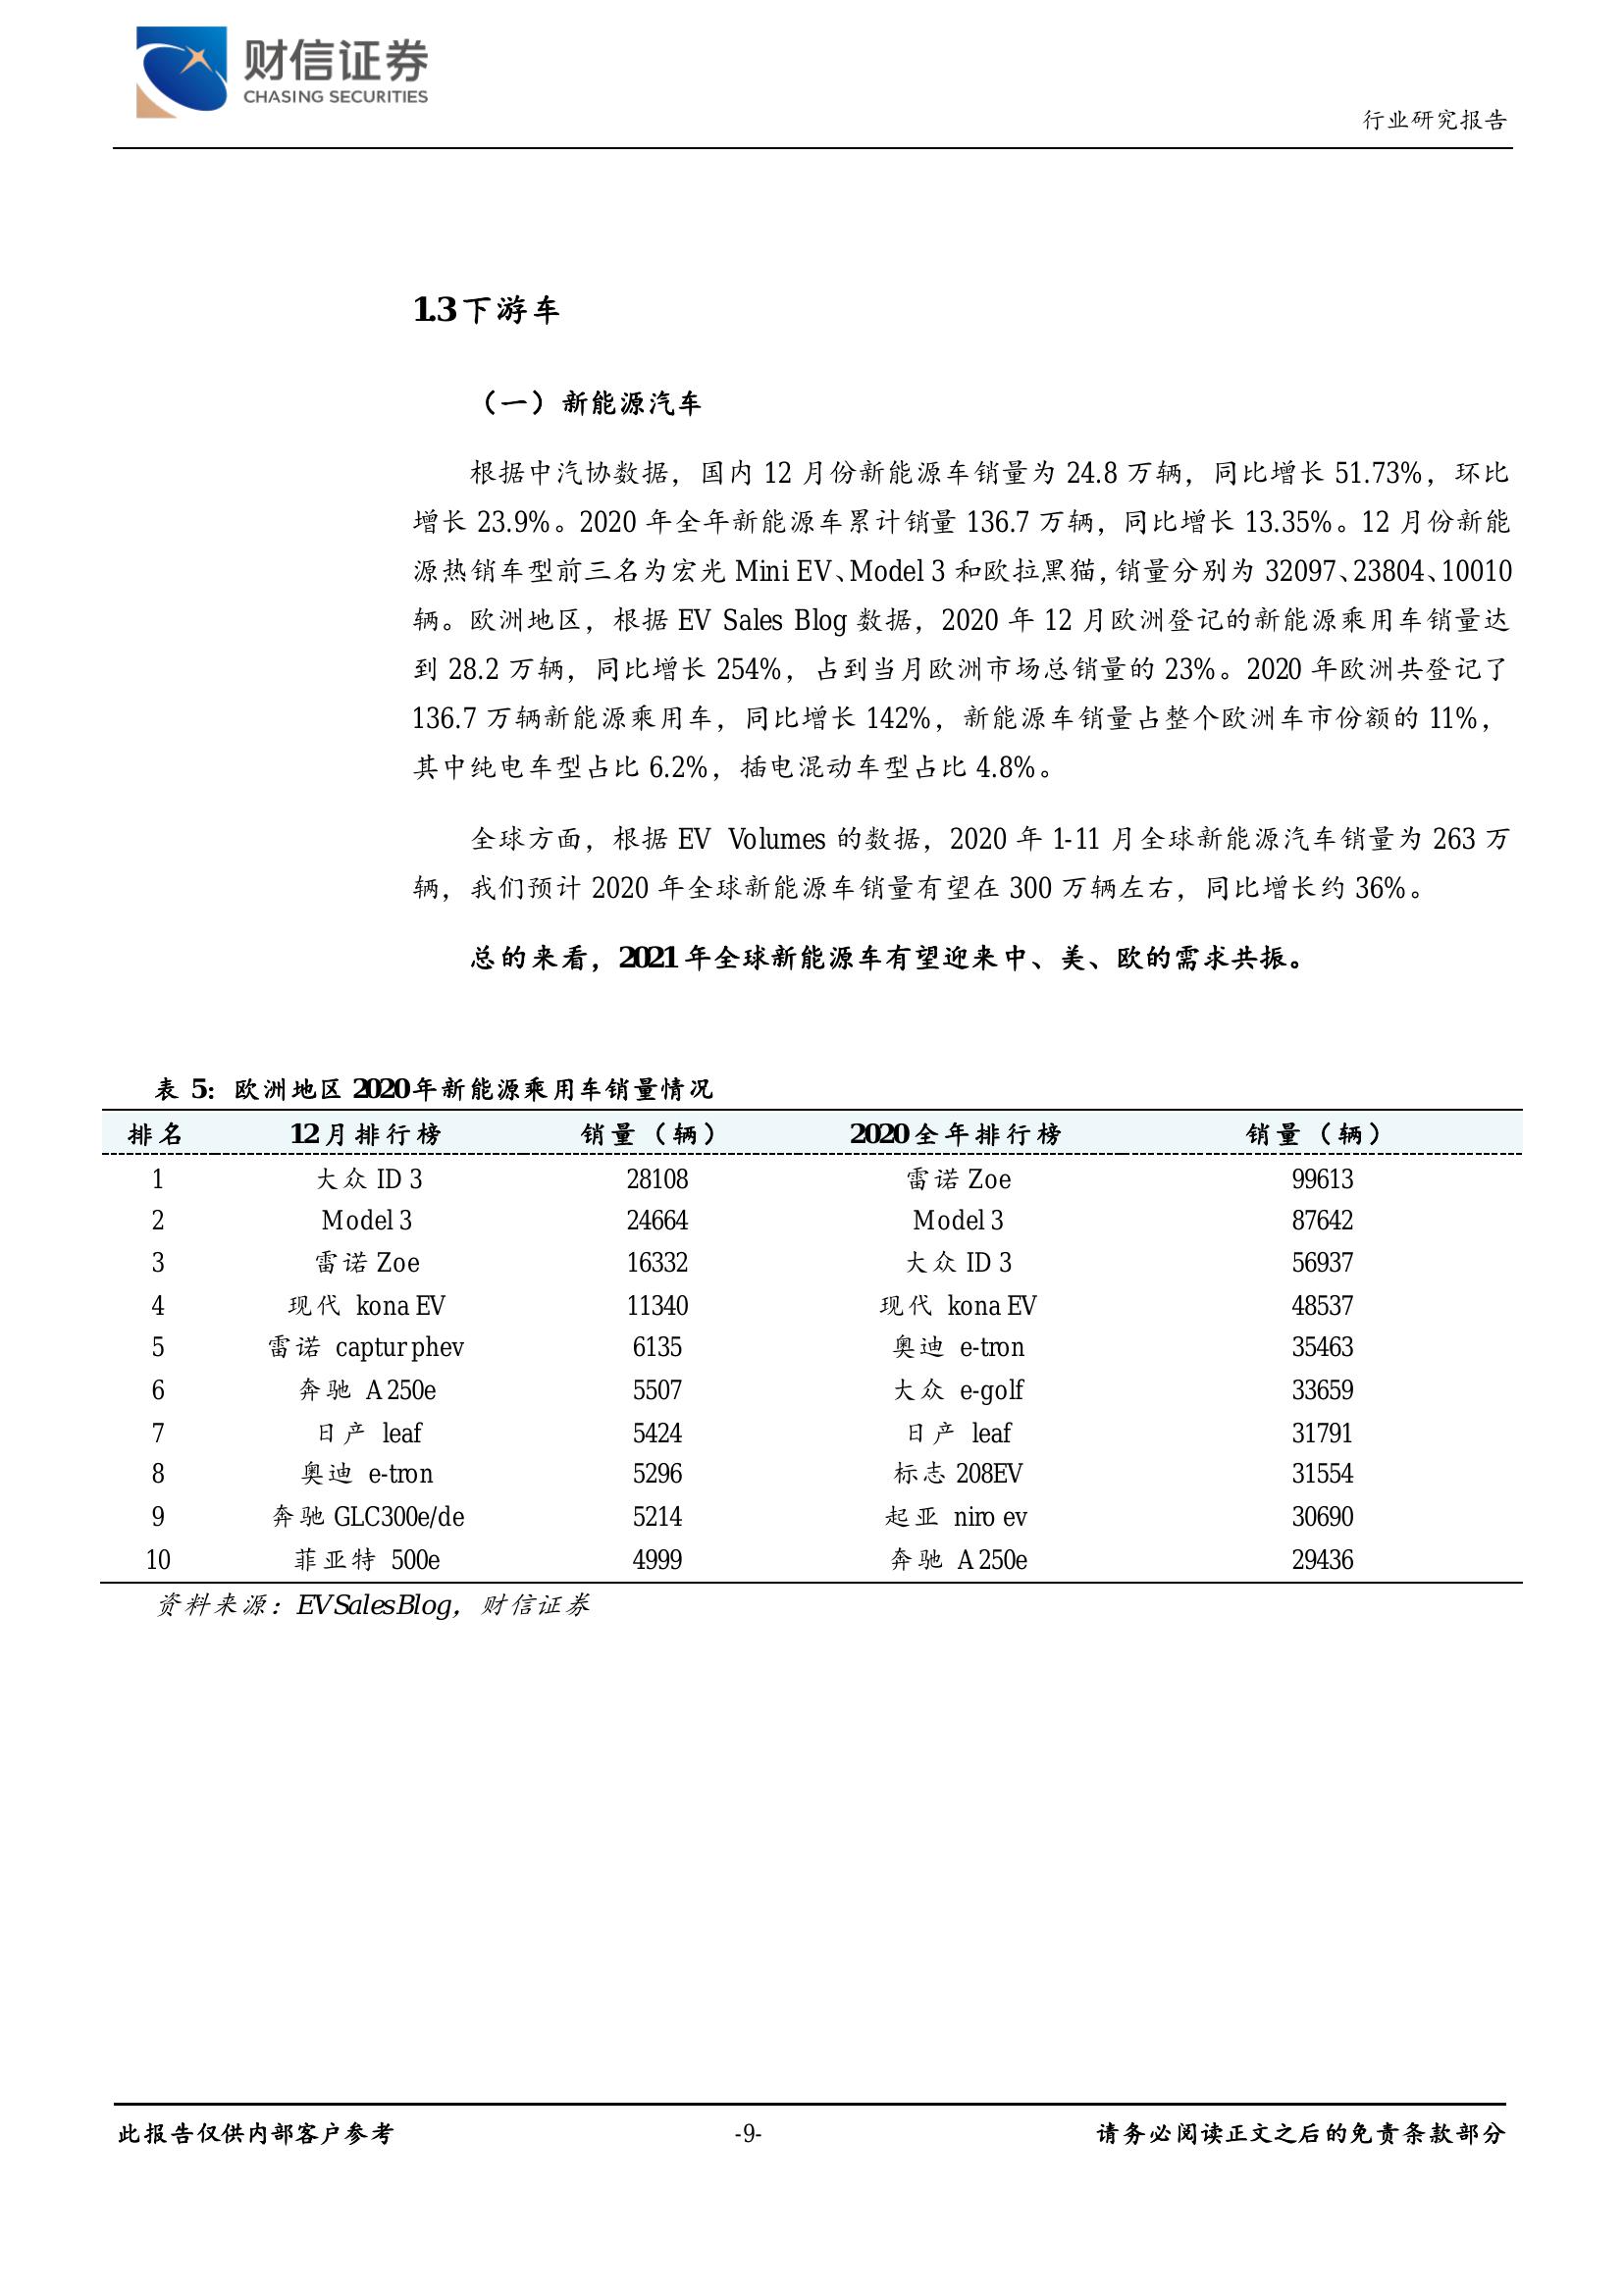 财信证券
CHASING SECURITIES
行业研究报告
1.3 下游车
（一）新能源汽车
根据中汽协数据，国内 12 月份新能源车销量为 24.8 万辆，同比增长 51.73%，环比
增长 23.9%。2020 年全年新能源车累计销量 136.7 万辆，同比增长 13.35%。12 月份新能
源热销车型前三名为宏光 Mini EV、Model 3 和欧拉黑猫，销量分别为 32097、23804、10010
辆。欧洲地区，根据 EV Sales Blog 数据，2020 年 12 月欧洲登记的新能源乘用车销量达
到 28.2 万辆，同比增长 254%，占到当月欧洲市场总销量的 23%。2020 年欧洲共登记了
136.7 万辆新能源乘用车，同比增长 142%，新能源车销量占整个欧洲车市份额的 11%，
其中纯电车型占比 6.2%，插电混动车型占比 4.8%。
全球方面，根据 EV Volumes 的数据，2020 年 1-11 月全球新能源汽车销量为 263 万
辆，我们预计 2020 年全球新能源车销量有望在 300 万辆左右，同比增长约 36%。
总的来看，2021 年全球新能源车有望迎来中、美、欧的需求共振。
表 5：欧洲地区 2020 年新能源乘用车销量情况
排名 12 月排行榜 销量（辆） 2020 全年排行榜 销量（辆）
1 大众 ID 3 28108 雷诺 Zoe 99613
2 Model 3 24664 Model 3 87642
3 雷诺 Zoe 16332 大众 ID 3 56937
4 现代 kona EV 11340 现代 kona EV 48537
5 雷诺 captur phev 6135 奥迪 e-tron 35463
6 奔驰 A 250e 5507 大众 e-golf 33659
7 日产 leaf 5424 日产 leaf 31791
8 奥迪 e-tron 5296 标志 208EV 31554
9 奔驰 GLC300e/de 5214 起亚 niro ev 30690
10 菲亚特 500e 4999 奔驰 A 250e 29436
资料来源：EVSalesBlog，财信证券
此报告仅供内部客户参考 -9- 请务必阅读正文之后的免责条款部分